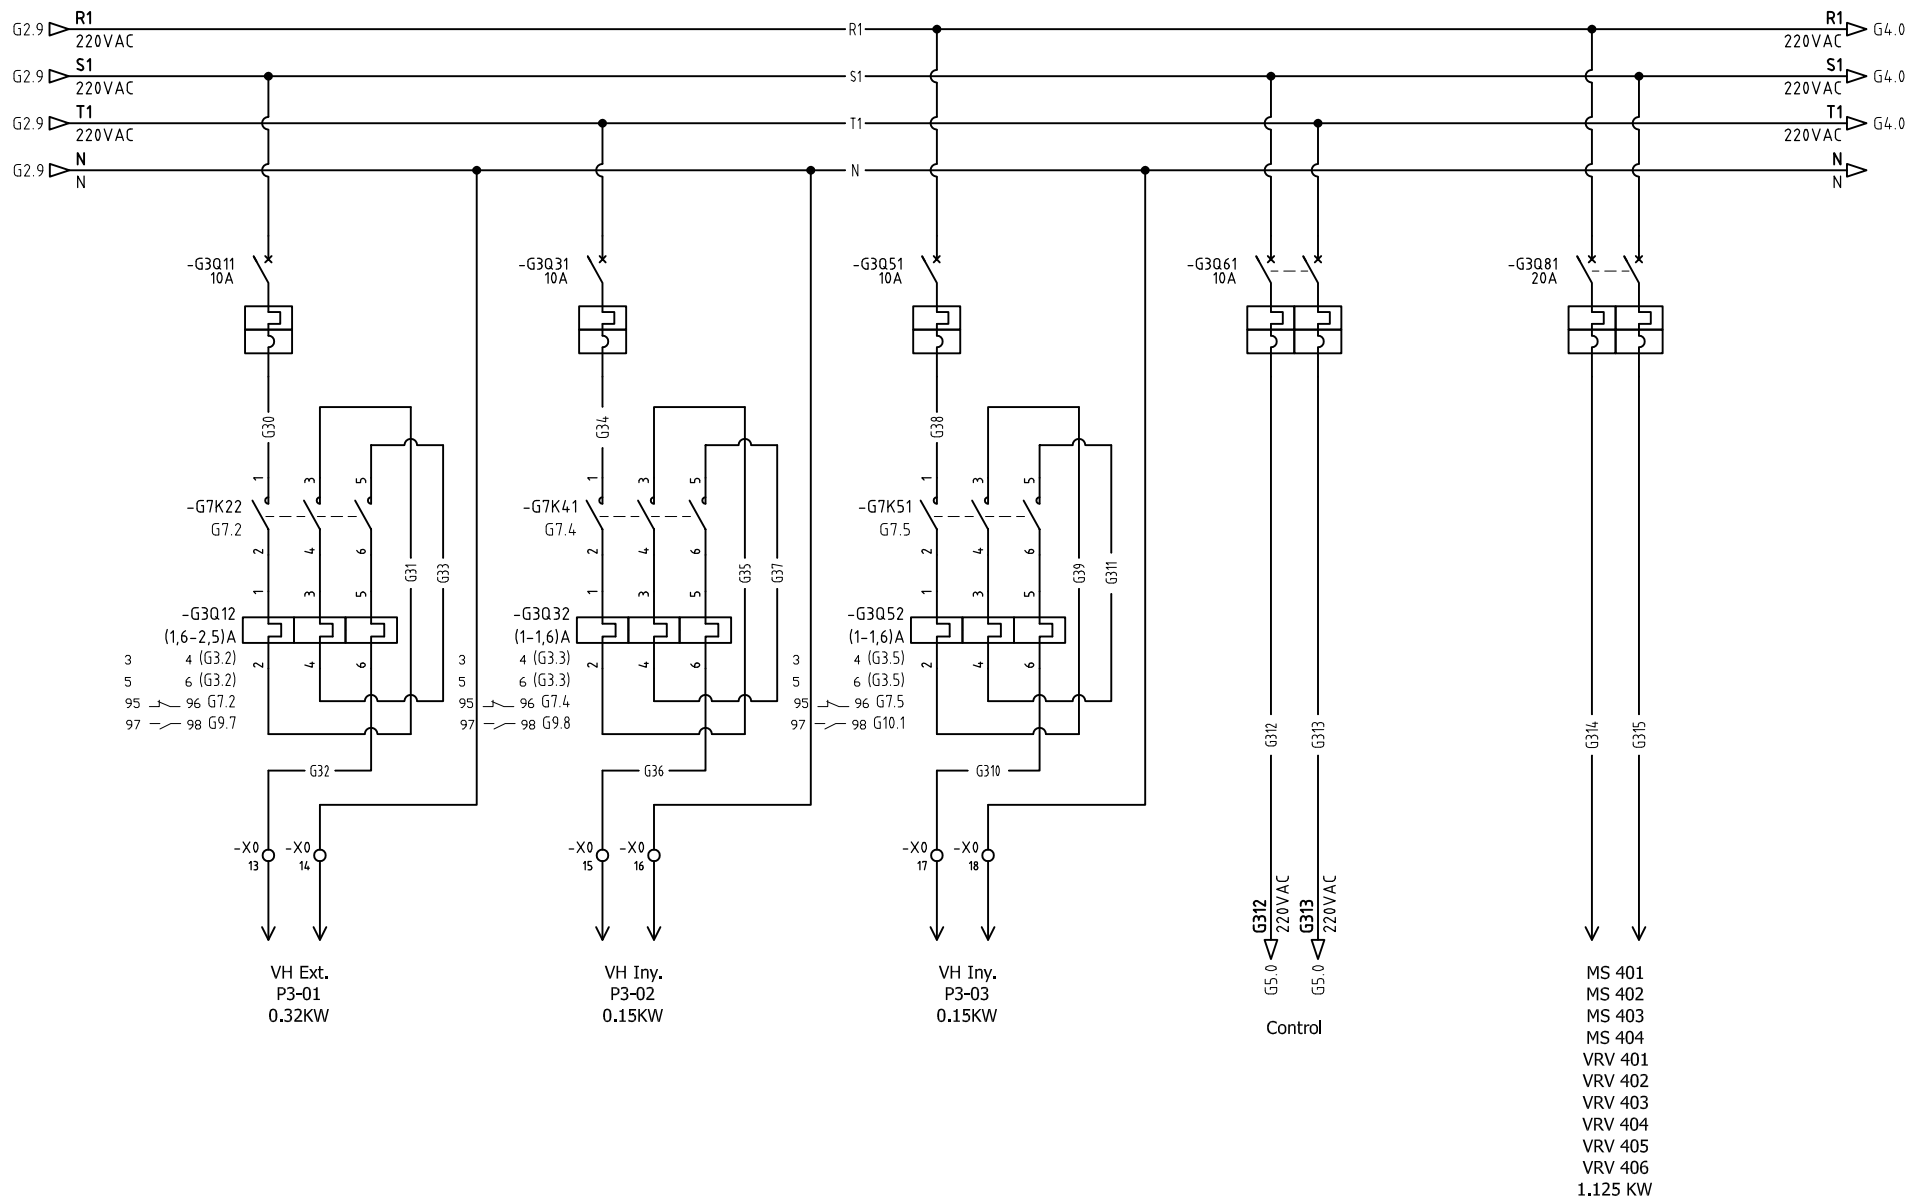 G2.9 R1 R1 R1 G4.0
220VAC 220VAC
G2.9 S1 S1 S1 G4.0
220VAC 220VAC
G2.9 T1 T1 T1 G4.0
220VAC 220VAC
G2.9 N N N
N N
-G3Q11 -G3Q31 -G3Q51 -G3Q61 -G3Q81
10A 10A 10A 10A 20A
G30 G34 G38
1 3 5 1 3 5 1 3 5
-G7K22 -G7K41 -G7K51
G7.2 G7.4 G7.5
2 4 6 2 4 6 2 4 6
G31 G33 G35 G37 G39 G311
1 3 5 1 3 5 1 3 5
-G3Q12 -G3Q32 -G3Q52
(1,6-2,5)A (1-1,6)A (1-1,6)A
2 4 6 2 4 6 2 4 6
3 4 (G3.2) 3 4 (G3.3) 3 4 (G3.5)
5 6 (G3.2) 5 6 (G3.3) 5 6 (G3.5)
95 96 G7.2 95 96 G7.4 95 96 G7.5
97 98 G9.7 97 98 G9.8 97 98 G10.1
G312 G313 G314 G315
G32 G36 G310
-X0 -X0 -X0 -X0 -X0 -X0
13 14 15 16 17 18
G312 220VAC G313 220VAC
G5.0 G5.0
VH Ext.
P3-01
0.32KW
VH Iny.
P3-02
0.15KW
VH Iny.
P3-03
0.15KW
Control
MS 401
MS 402
MS 403
MS 404
VRV 401
VRV 402
VRV 403
VRV 404
VRV 405
VRV 406
1.125 KW